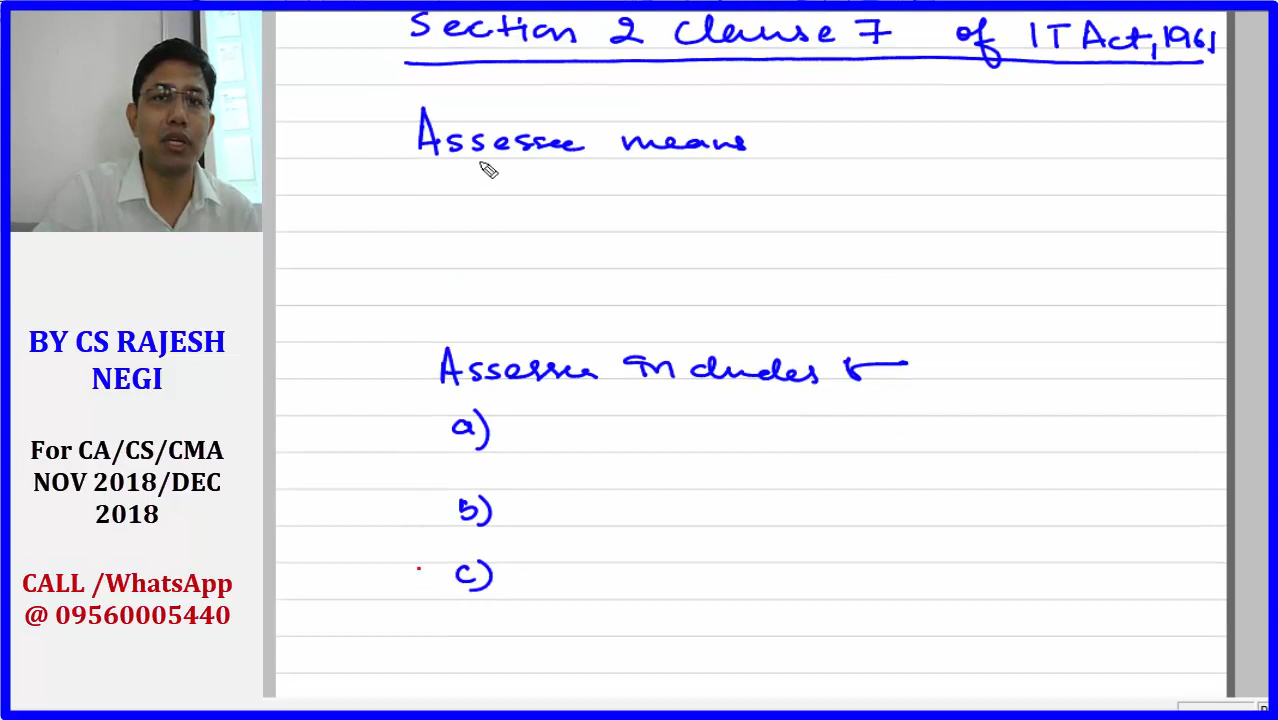 Section 2 Clause 7 of IT Act, 1961
Assessee means
Assessee Includes
a)
b)
c)
BY CS RAJESH
NEGI
For CA/CS/CMA
NOV 2018/DEC
2018
CALL /WhatsApp
@ 09560005440